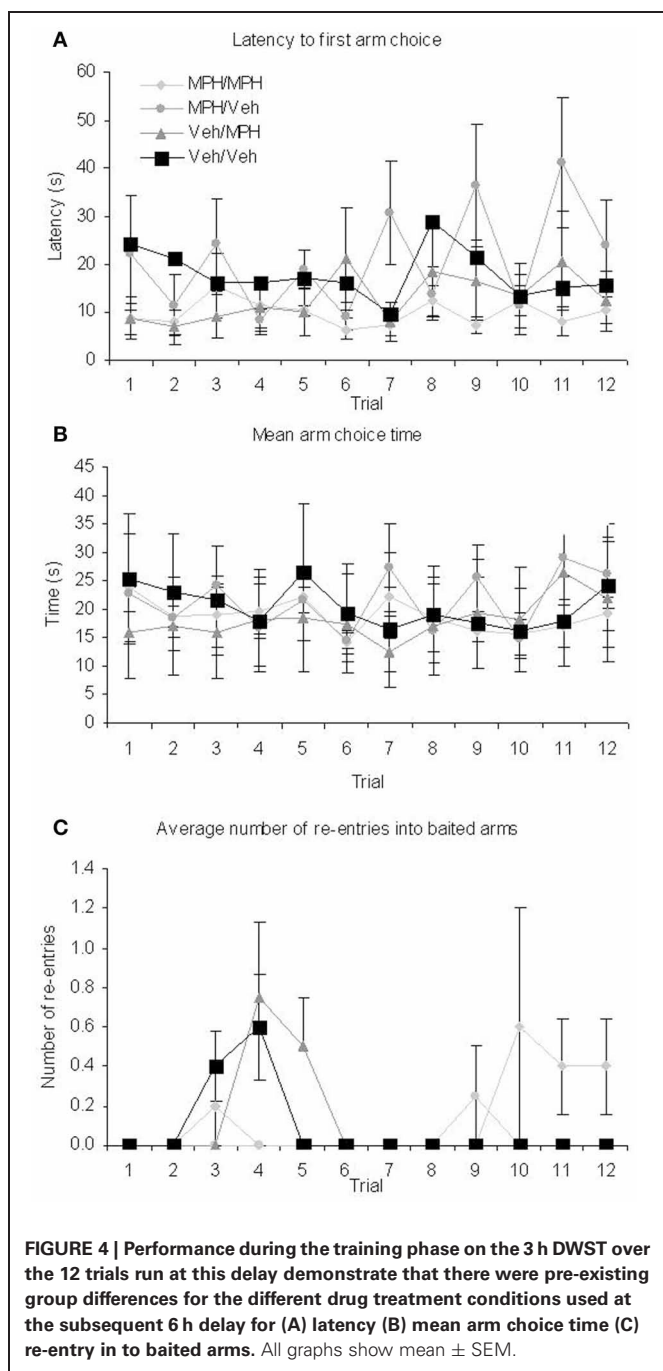 A
Latency to first arm choice
MPH/MPH
MPH/Veh
Veh/MPH
Veh/Veh
60
50
40
30
20
10
0
Latency (s)
1 2 3 4 5 6 7 8 9 10 11 12
Trial
B
Mean arm choice time
45
40
35
30
25
20
15
10
5
0
Time (s)
1 2 3 4 5 6 7 8 9 10 11 12
Trial
C
Average number of re-entries into baited arms
1.4
1.2
1.0
0.8
0.6
0.4
0.2
0.0
Number of re-entries
1 2 3 4 5 6 7 8 9 10 11 12
Trial
FIGURE 4 | Performance during the training phase on the 3 h DWST over
the 12 trials run at this delay demonstrate that there were pre-existing
group differences for the different drug treatment conditions used at
the subsequent 6 h delay for (A) latency (B) mean arm choice time (C)
re-entry in to baited arms. All graphs show mean ± SEM.